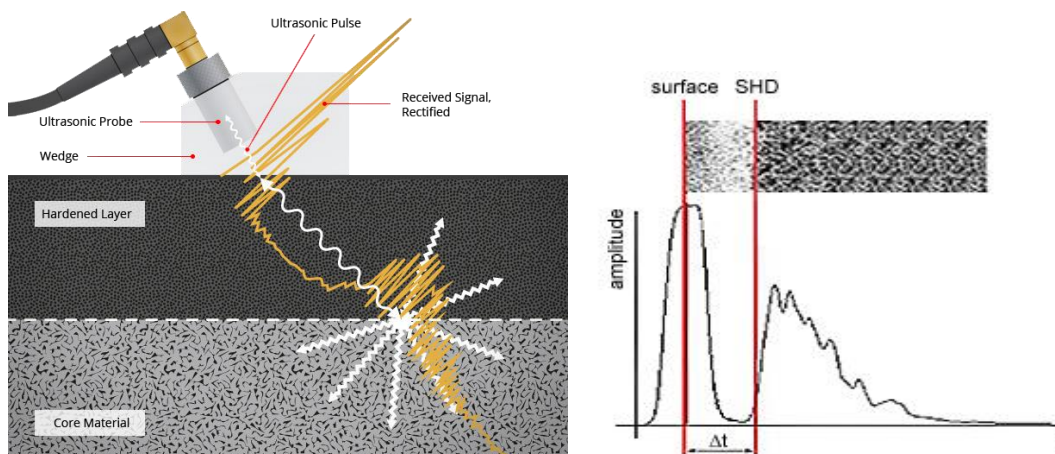 Ultrasonic Pulse
Received Signal,
Rectified
Ultrasonic Probe
Wedge
Hardened Layer
Core Material
surface
SHD
amplitude
Δt